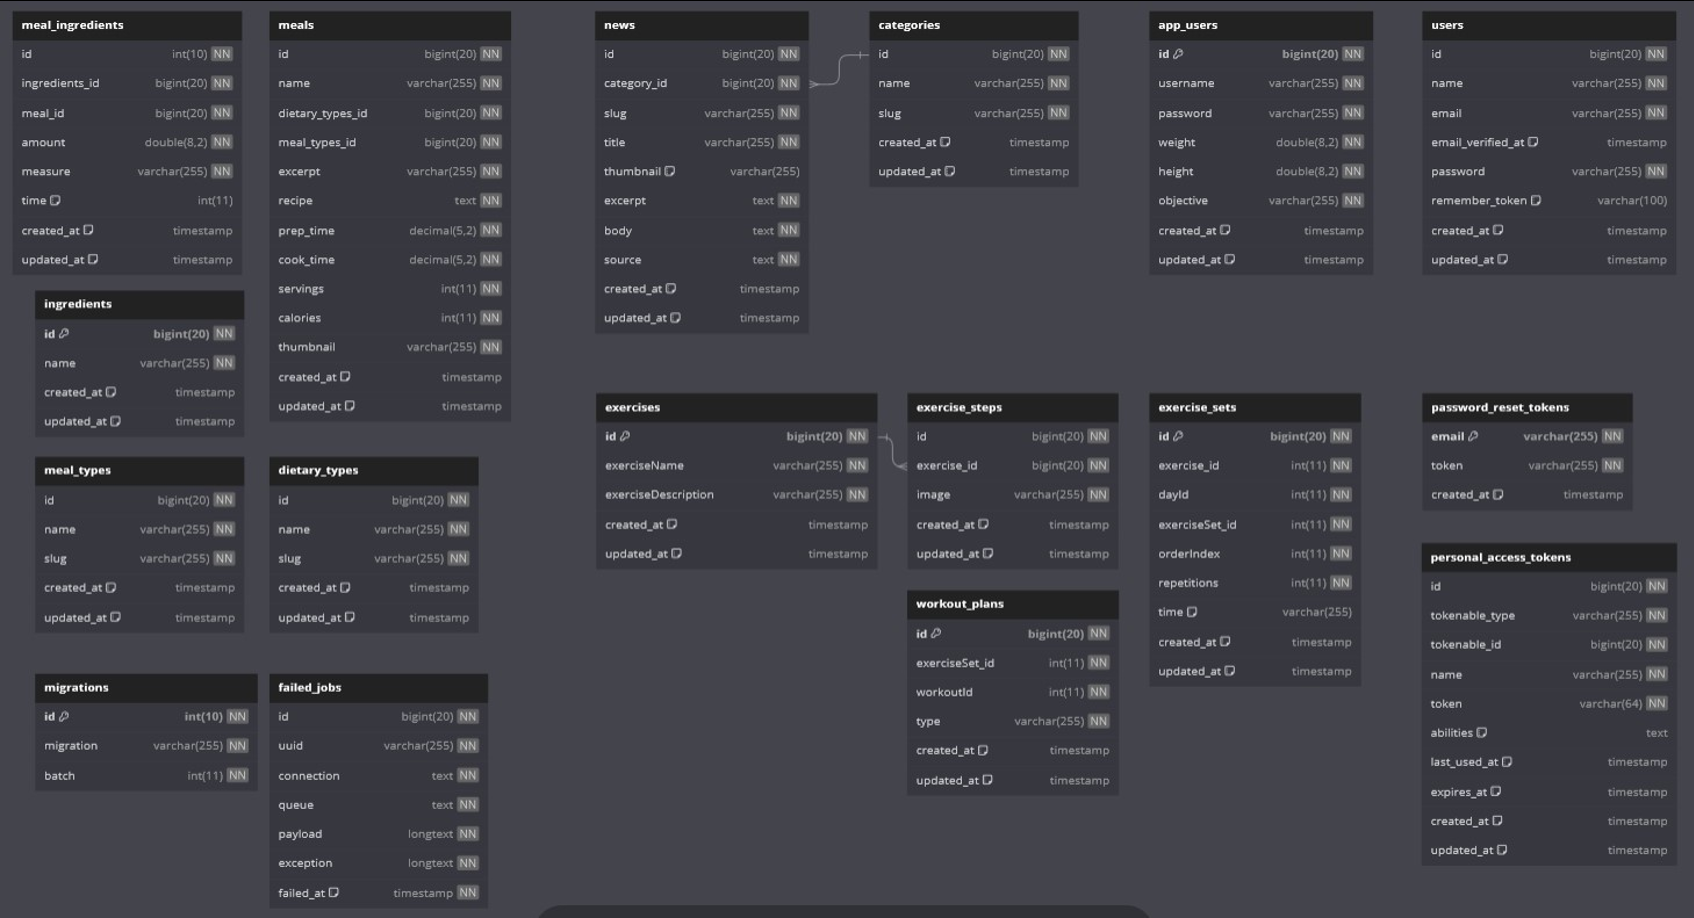 meal_ingredients
id int(10) NN
ingredients_id bigint(20) NN
meal_id bigint(20) NN
amount double(8,2) NN
measure varchar(255) NN
time int(11)
created_at timestamp
updated_at timestamp
ingredients
id bigint(20) NN
name varchar(255) NN
created_at timestamp
updated_at timestamp
meal_types
id bigint(20) NN
name varchar(255) NN
slug varchar(255) NN
created_at timestamp
updated_at timestamp
migrations
id int(10) NN
migration varchar(255) NN
batch int(11) NN
meals
id bigint(20) NN
name varchar(255) NN
dietary_types_id bigint(20) NN
meal_types_id bigint(20) NN
excerpt varchar(255) NN
recipe text NN
prep_time decimal(5,2) NN
cook_time decimal(5,2) NN
servings int(11) NN
calories int(11) NN
thumbnail varchar(255) NN
created_at timestamp
updated_at timestamp
dietary_types
id bigint(20) NN
name varchar(255) NN
slug varchar(255) NN
created_at timestamp
updated_at timestamp
failed_jobs
id bigint(20) NN
uuid varchar(255) NN
connection text NN
queue text NN
payload longtext NN
exception longtext NN
failed_at timestamp NN
news
id bigint(20) NN
category_id bigint(20) NN
slug varchar(255) NN
title varchar(255) NN
thumbnail varchar(255)
excerpt text NN
body text NN
source text NN
created_at timestamp
updated_at timestamp
categories
id bigint(20) NN
name varchar(255) NN
slug varchar(255) NN
created_at timestamp
updated_at timestamp
exercises
id bigint(20) NN
exerciseName varchar(255) NN
exerciseDescription varchar(255) NN
created_at timestamp
updated_at timestamp
exercise_steps
id bigint(20) NN
exercise_id bigint(20) NN
image varchar(255) NN
created_at timestamp
updated_at timestamp
workout_plans
id bigint(20) NN
exerciseSet_id int(11) NN
workoutId int(11) NN
type varchar(255) NN
created_at timestamp
updated_at timestamp
app_users
id bigint(20) NN
username varchar(255) NN
password varchar(255) NN
weight double(8,2) NN
height double(8,2) NN
objective varchar(255) NN
created_at timestamp
updated_at timestamp
exercise_sets
id bigint(20) NN
exercise_id int(11) NN
dayId int(11) NN
exerciseSet_id int(11) NN
orderIndex int(11) NN
repetitions int(11) NN
time varchar(255)
created_at timestamp
updated_at timestamp
users
id bigint(20) NN
name varchar(255) NN
email varchar(255) NN
email_verified_at timestamp
password varchar(255) NN
remember_token varchar(100)
created_at timestamp
updated_at timestamp
password_reset_tokens
email varchar(255) NN
token varchar(255) NN
created_at timestamp
personal_access_tokens
id bigint(20) NN
tokenable_type varchar(255) NN
tokenable_id bigint(20) NN
name varchar(255) NN
token varchar(64) NN
abilities text
last_used_at timestamp
expires_at timestamp
created_at timestamp
updated_at timestamp